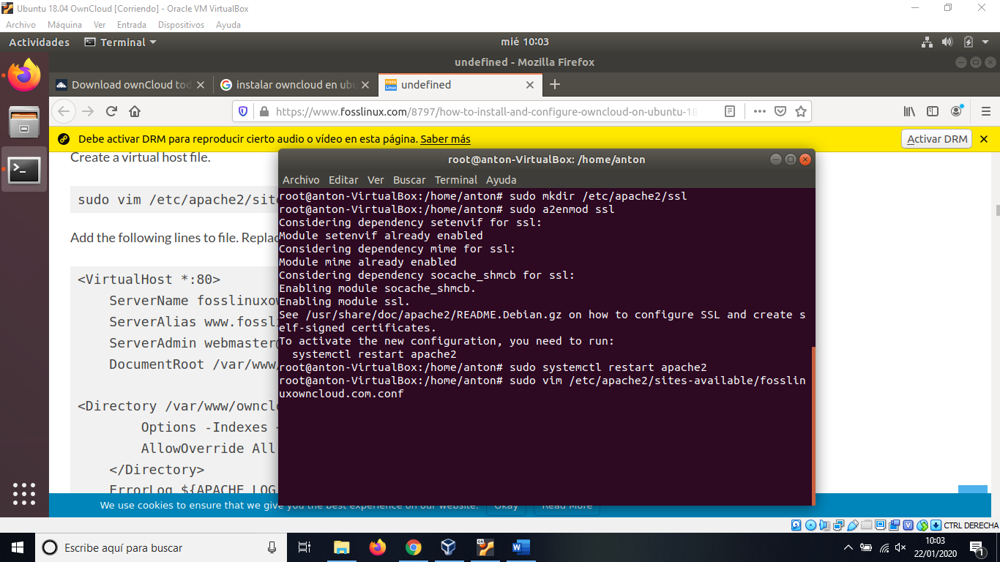 Ubuntu 18.04 OwnCloud [Corriendo] - Oracle VM VirtualBox
Archivo Máquina Ver Entrada Dispositivos Ayuda
Actividades Terminal mié 10:03
undefined - Mozilla Firefox
Download ownCloud tod instalar owncloud en ubu undefined
https://www.fosslinux.com/8797/how-to-install-and-configure-owncloud-on-ubuntu-18
Debe activar DRM para reproducir cierto audio o vídeo en esta página. Saber más Activar DRM
Create a virtual host file.
sudo vim /etc/apache2/site
Add the following lines to file. Replac
<VirtualHost *:80>
ServerName fosslinuxow
ServerAlias www.fossli
ServerAdmin webmaster@
DocumentRoot /var/www/
<Directory /var/www/owncl
Options -Indexes
AllowOverride All
</Directory>
ErrorLog ${APACHE_LOG
We use cookies to ensure that we give you the best experience on our website. Okay Read More
root@anton-VirtualBox: /home/anton
Archivo Editar Ver Buscar Terminal Ayuda
root@anton-VirtualBox:/home/anton# sudo mkdir /etc/apache2/ssl
root@anton-VirtualBox:/home/anton# sudo a2enmod ssl
Considering dependency setenvif for ssl:
Module setenvif already enabled
Considering dependency mime for ssl:
Module mime already enabled
Considering dependency socache_shmcb for ssl:
Enabling module socache_shmcb.
Enabling module ssl.
See /usr/share/doc/apache2/README.Debian.gz on how to configure SSL and create s
elf-signed certificates.
To activate the new configuration, you need to run:
systemctl restart apache2
root@anton-VirtualBox:/home/anton# sudo systemctl restart apache2
root@anton-VirtualBox:/home/anton# sudo vim /etc/apache2/sites-available/fosslin
uxowncloud.com.conf
CTRL DERECHA
Escribe aquí para buscar
10:03
22/01/2020
1